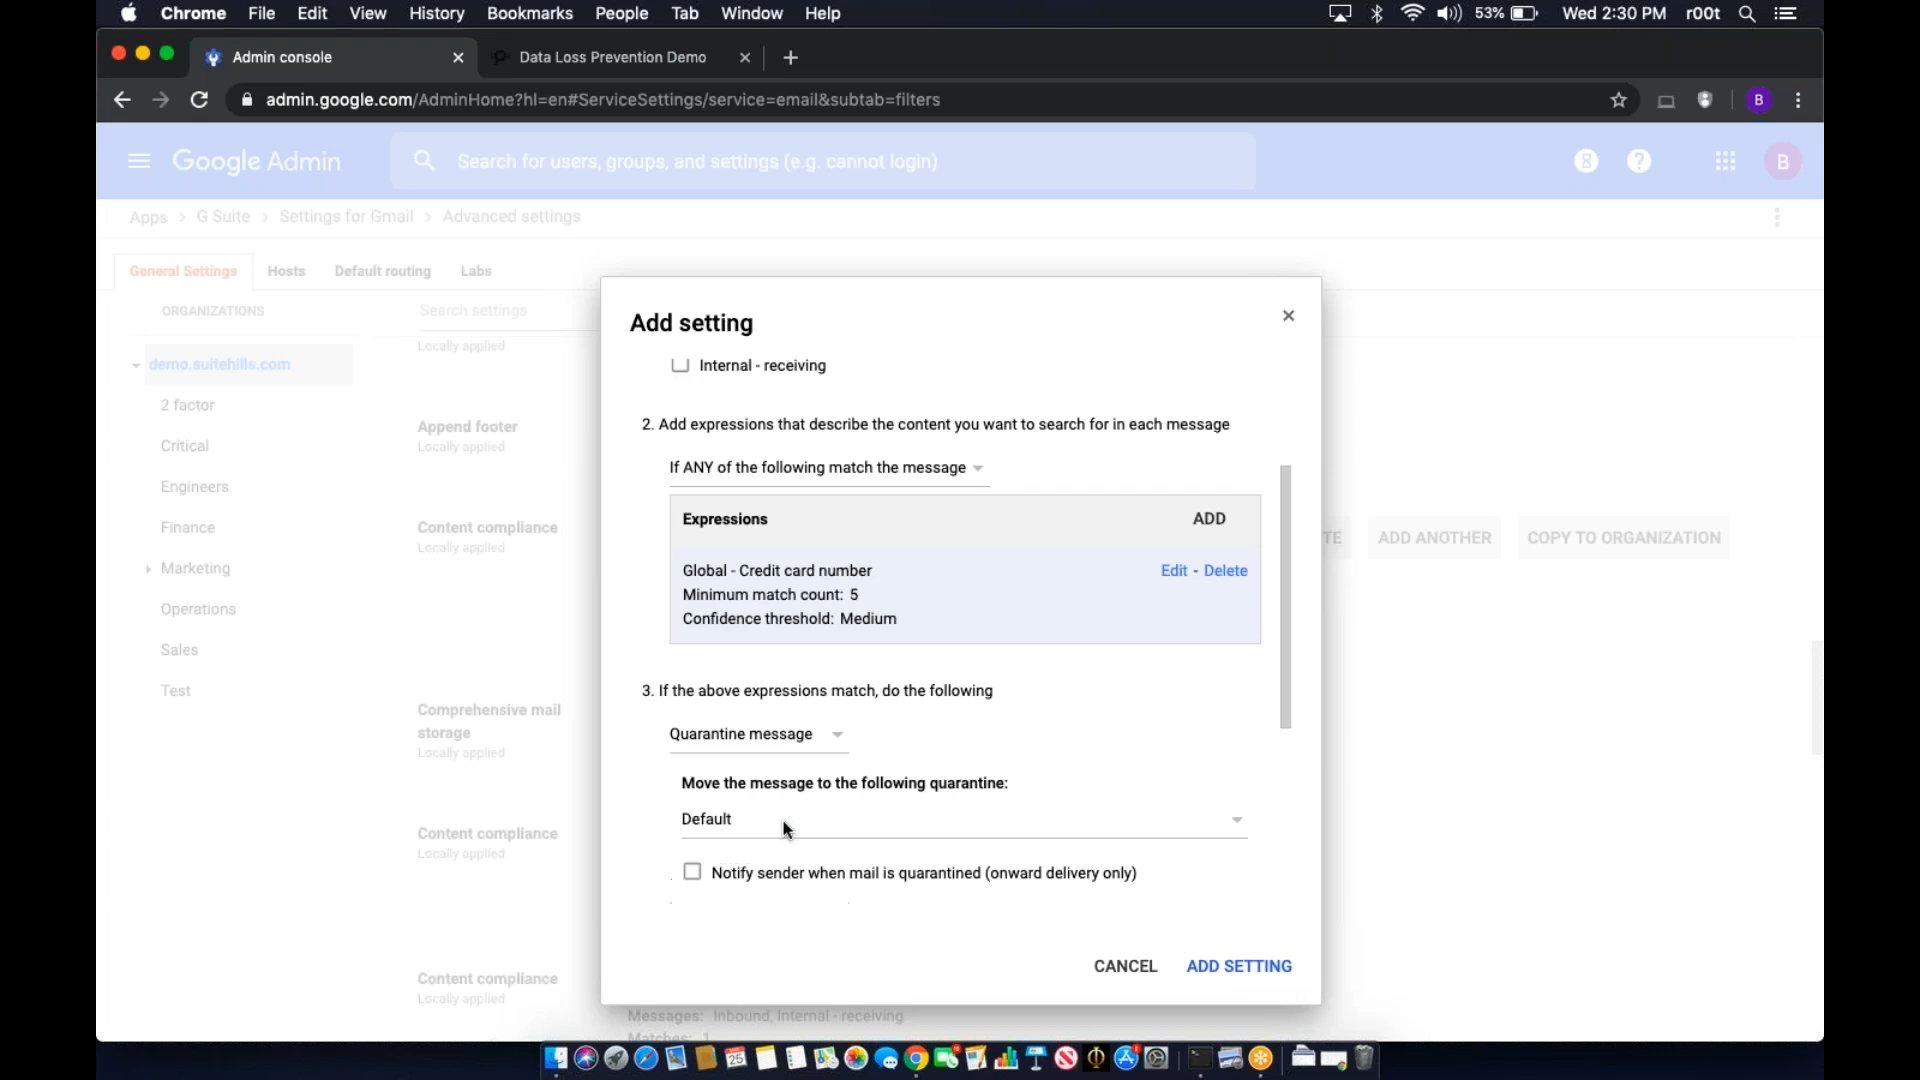 Chrome File Edit View History Bookmarks People Tab Window Help 53% Wed 2:30 PM r00t
Admin console Data Loss Prevention Demo
admin.google.com/AdminHome?hl=en#ServiceSettings/service=email&subtab=filters B
Google Admin Search for users, groups, and settings (e.g. cannot login) B
Apps > G Suite > Settings for Gmail > Advanced settings
General Settings Hosts Default routing Labs
ORGANIZATIONS
demo.suitehills.com
2 factor
Critical
Engineers
Finance
Marketing
Operations
Sales
Test
Search settings
Locally applied
Append footer
Locally applied
Content compliance
Locally applied
TE ADD ANOTHER COPY TO ORGANIZATION
Comprehensive mail
storage
Locally applied
Content compliance
Locally applied
Content compliance
Locally applied
Add setting
Internal - receiving
2. Add expressions that describe the content you want to search for in each message
If ANY of the following match the message
Expressions ADD
Global - Credit card number Edit - Delete
Minimum match count: 5
Confidence threshold: Medium
3. If the above expressions match, do the following
Quarantine message
Move the message to the following quarantine:
Default
Notify sender when mail is quarantined (onward delivery only)
CANCEL ADD SETTING
Messages: Inbound, Internal - receiving
Matches: 1
25